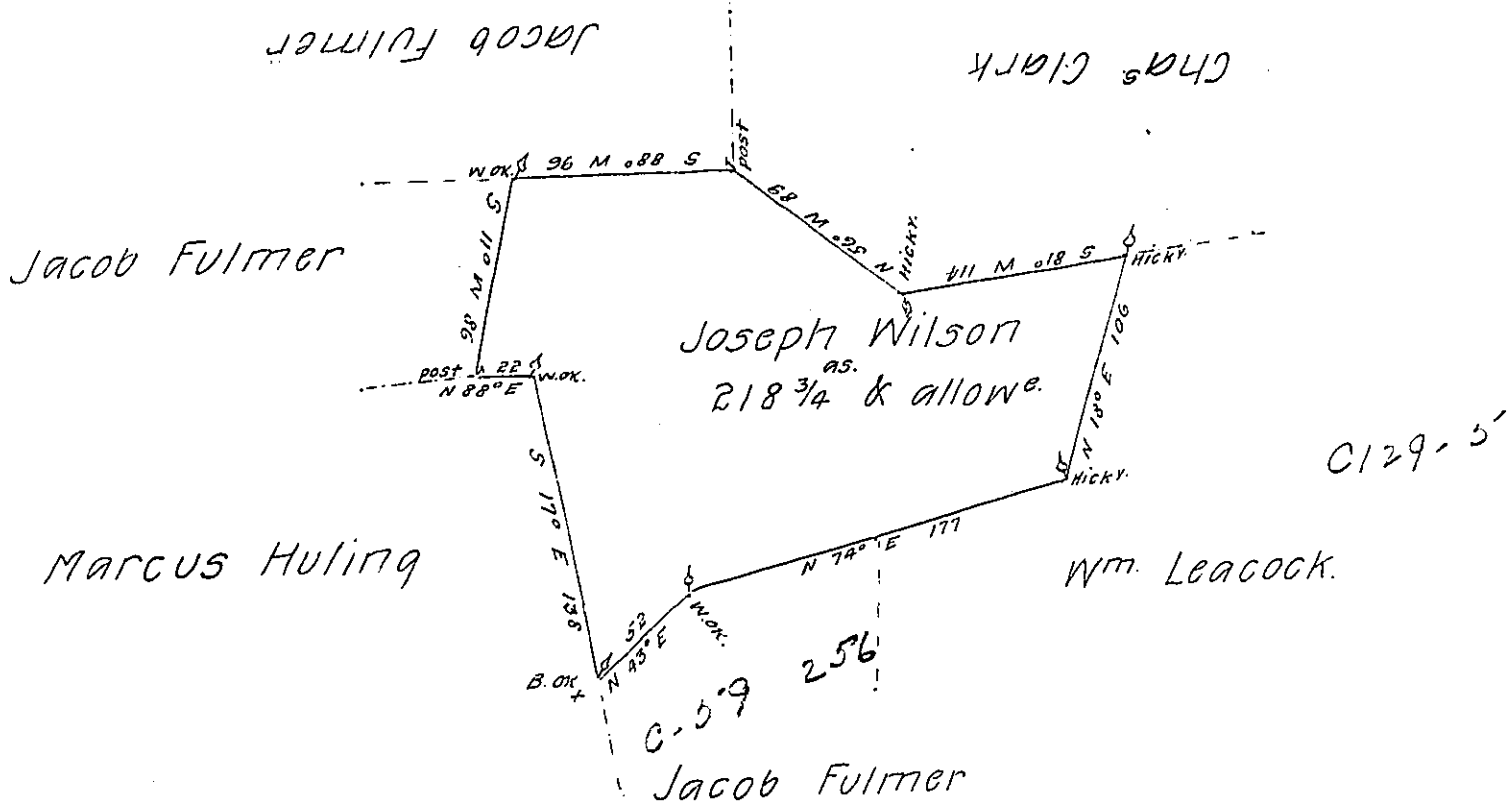 Jacob Fulmer
Chas Clark
W.OK.
S 88° W 96
post
N 56° W 89
Hicky.
S 81° W 114
Hicky.
Jacob Fulmer
S 11° W 86
Joseph Wilson
218 3/4 as. & allowe.
N 18° E 106
post
22
N 88° E
W.OK.
C129-5
Hicky.
S 17° E 138
N 74° E 177
Marcus Huling
Wm. Leacock.
W.OK.
52
N 43° E
B.OK
C-59 256
Jacob Fulmer